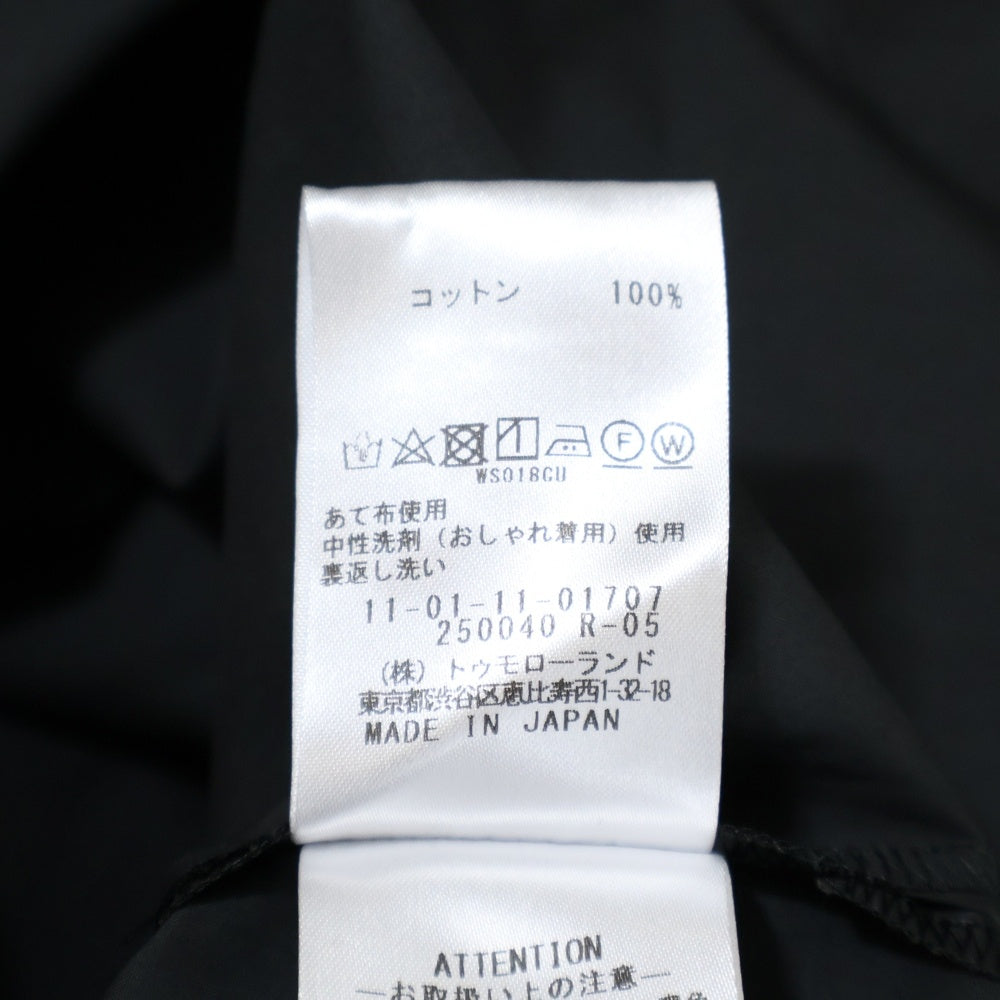 コットン 100%
F W
WS018CU
あて布使用
中性洗剤（おしゃれ着用）使用
裏返し洗い
11-01-11-01707
250040 R-05
（株）トゥモローランド
東京都渋谷区恵比寿西1-32-18
MADE IN JAPAN
ATTENTION
―お取扱い上の注意―